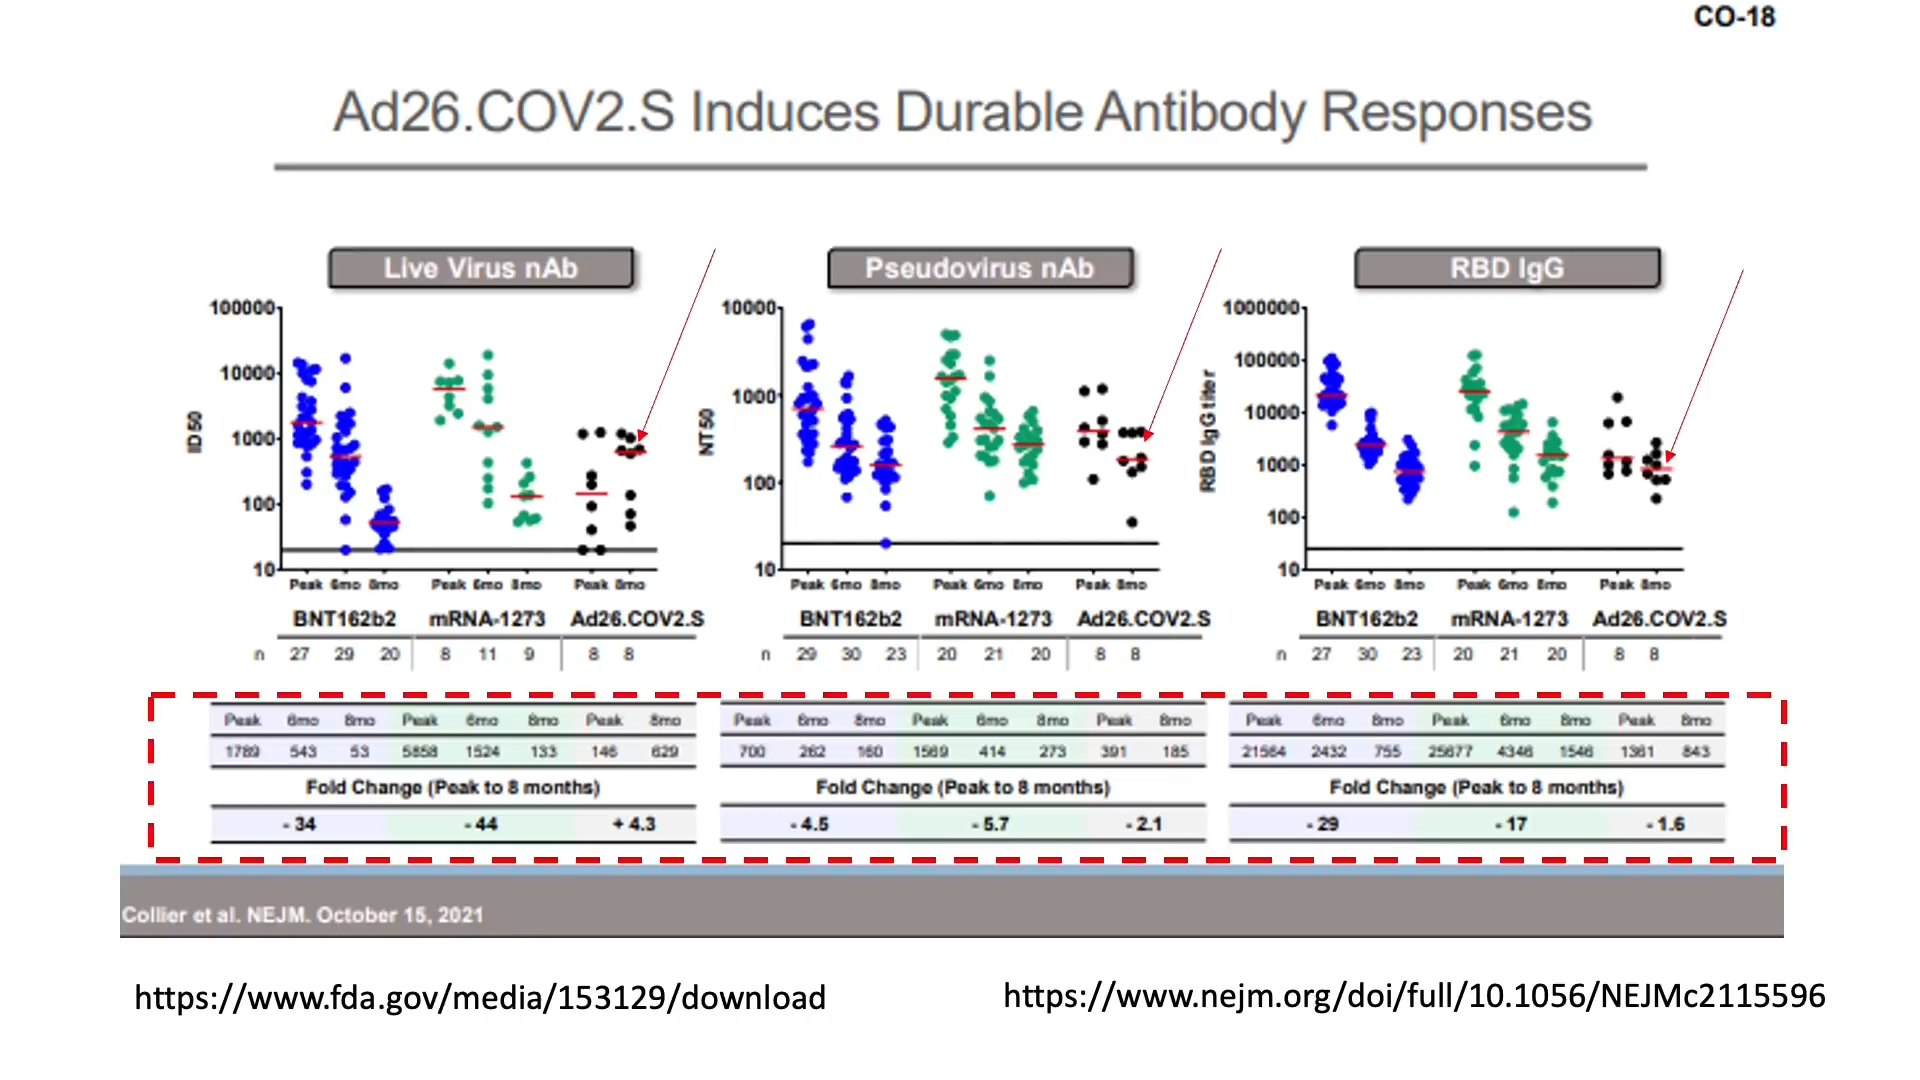 CO-18
Ad26.COV2.S Induces Durable Antibody Responses
Live Virus nAb
100000
10000
1000
100
10
ID50
Peak 6mo 8mo Peak 6mo 8mo Peak 8mo
BNT162b2 mRNA-1273 Ad26.COV2.S
n 27 29 20 8 11 9 8 8
Pseudovirus nAb
10000
1000
100
10
NT50
Peak 6mo 8mo Peak 6mo 8mo Peak 8mo
BNT162b2 mRNA-1273 Ad26.COV2.S
n 29 30 23 20 21 20 8 8
RBD IgG
1000000
100000
10000
1000
100
10
RBD IgG titer
Peak 6mo 8mo Peak 6mo 8mo Peak 8mo
BNT162b2 mRNA-1273 Ad26.COV2.S
n 27 30 23 20 21 20 8 8
Peak 6mo 8mo Peak 6mo 8mo Peak 8mo
1789 543 53 5858 1524 133 146 629
Fold Change (Peak to 8 months)
- 34 - 44 + 4.3
Peak 6mo 8mo Peak 6mo 8mo Peak 8mo
700 262 160 1569 414 273 391 185
Fold Change (Peak to 8 months)
- 4.5 - 5.7 - 2.1
Peak 6mo 8mo Peak 6mo 8mo Peak 8mo
21564 2432 755 25677 4346 1546 1361 843
Fold Change (Peak to 8 months)
- 29 - 17 - 1.6
Collier et al. NEJM. October 15, 2021
https://www.fda.gov/media/153129/download
https://www.nejm.org/doi/full/10.1056/NEJMc2115596